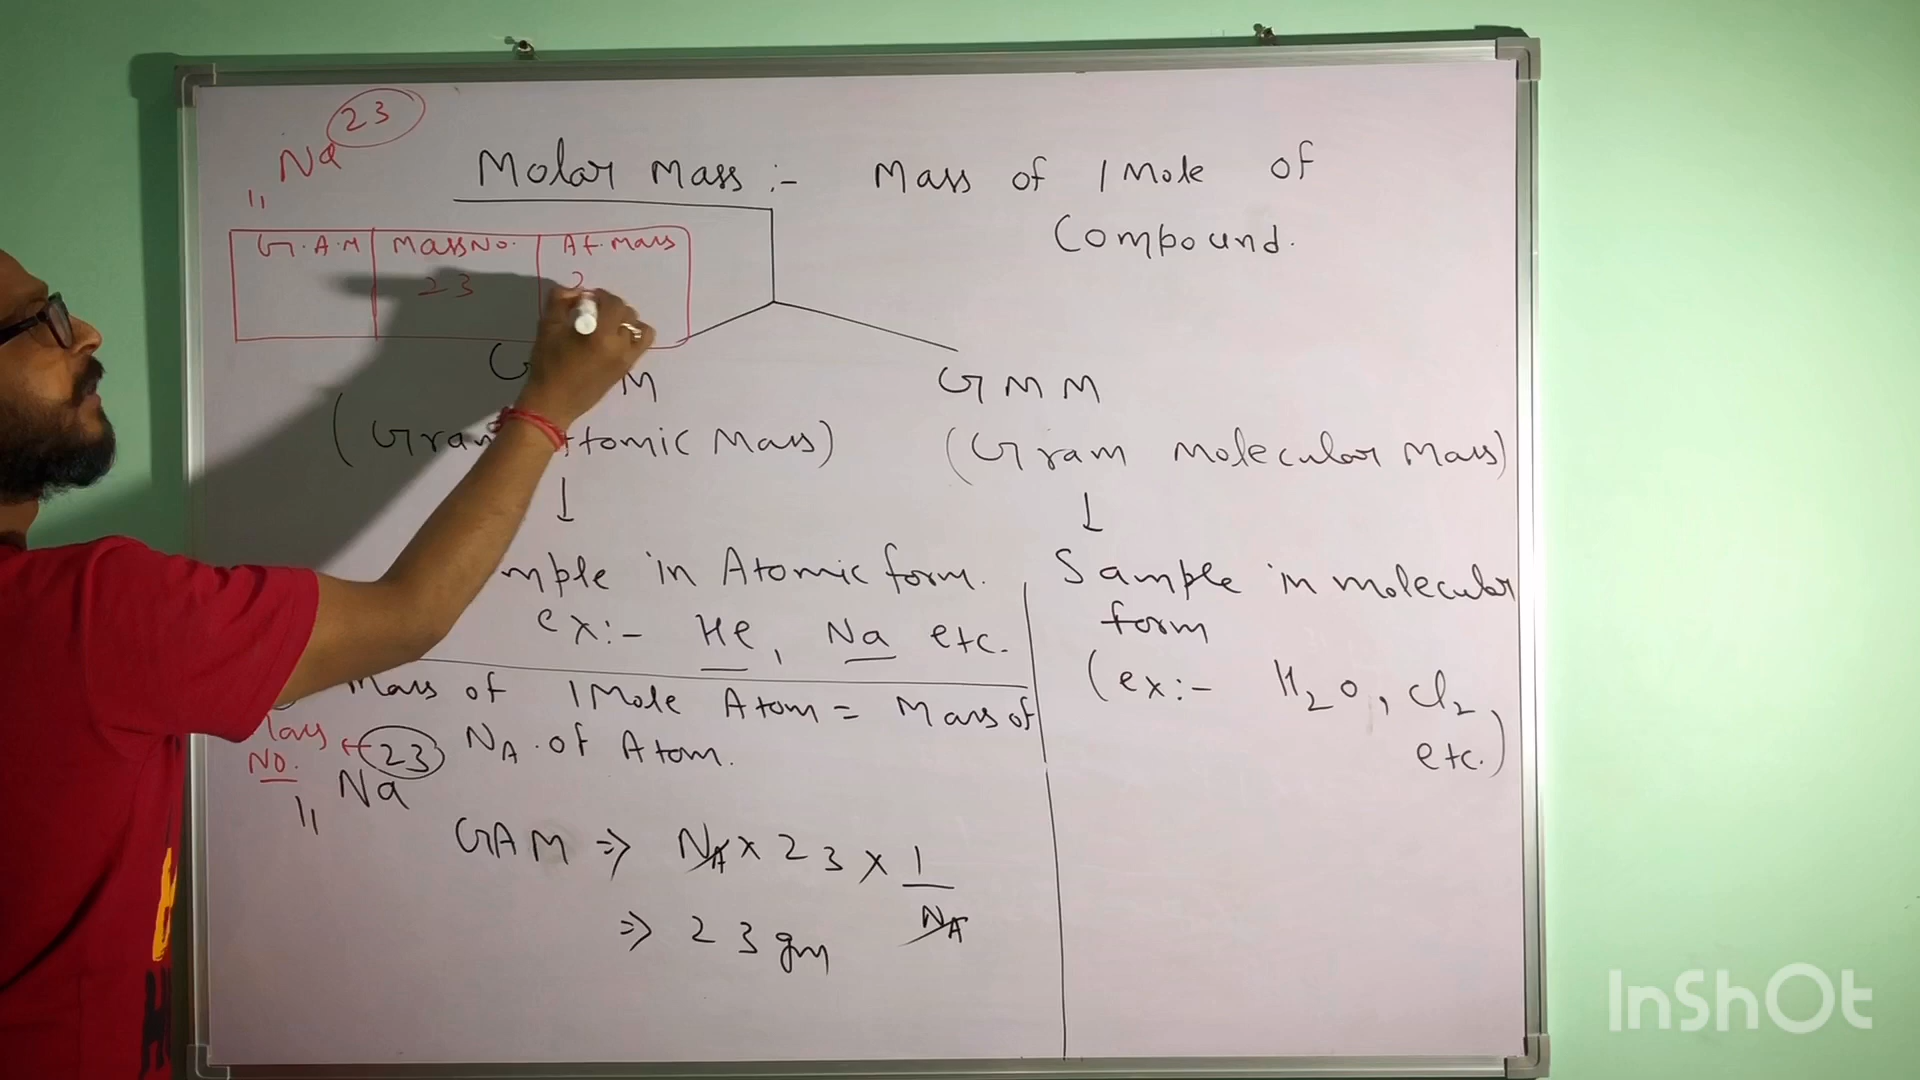 23
Na
11
Molar Mass :- Mass of 1 Mole of
Compound.
G.A.M Mass No. At. Mass
23 2
G M
GMM
(Gram Atomic Mass)
(Gram Molecular Mass)
↓
↓
mple in Atomic form.
ex:- He, Na etc.
Sample in molecular
form
(ex:- H₂O, Cl₂,
etc.)
Mass of 1 Mole Atom = Mass of
NA. of Atom.
Mass No. ← 23
Na
11
GAM ⇒ NA x 23 x 1/NA
⇒ 23 gm
InShOt